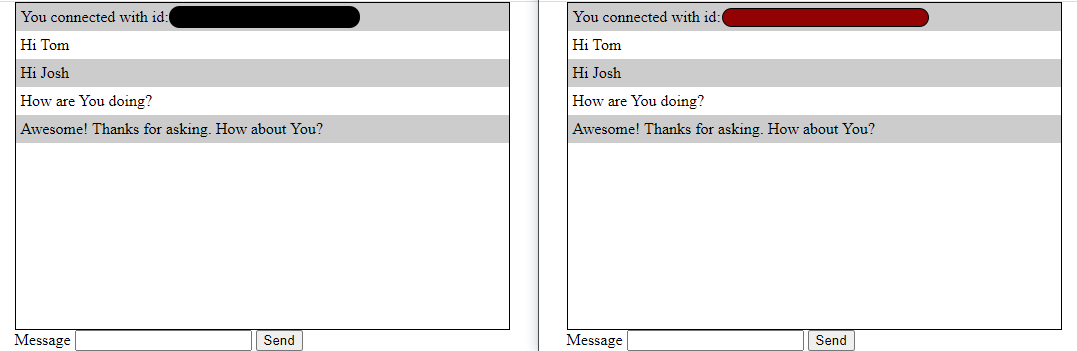 You connected with id:
Hi Tom
Hi Josh
How are You doing?
Awesome! Thanks for asking. How about You?
Message
Send
You connected with id:
Hi Tom
Hi Josh
How are You doing?
Awesome! Thanks for asking. How about You?
Message
Send